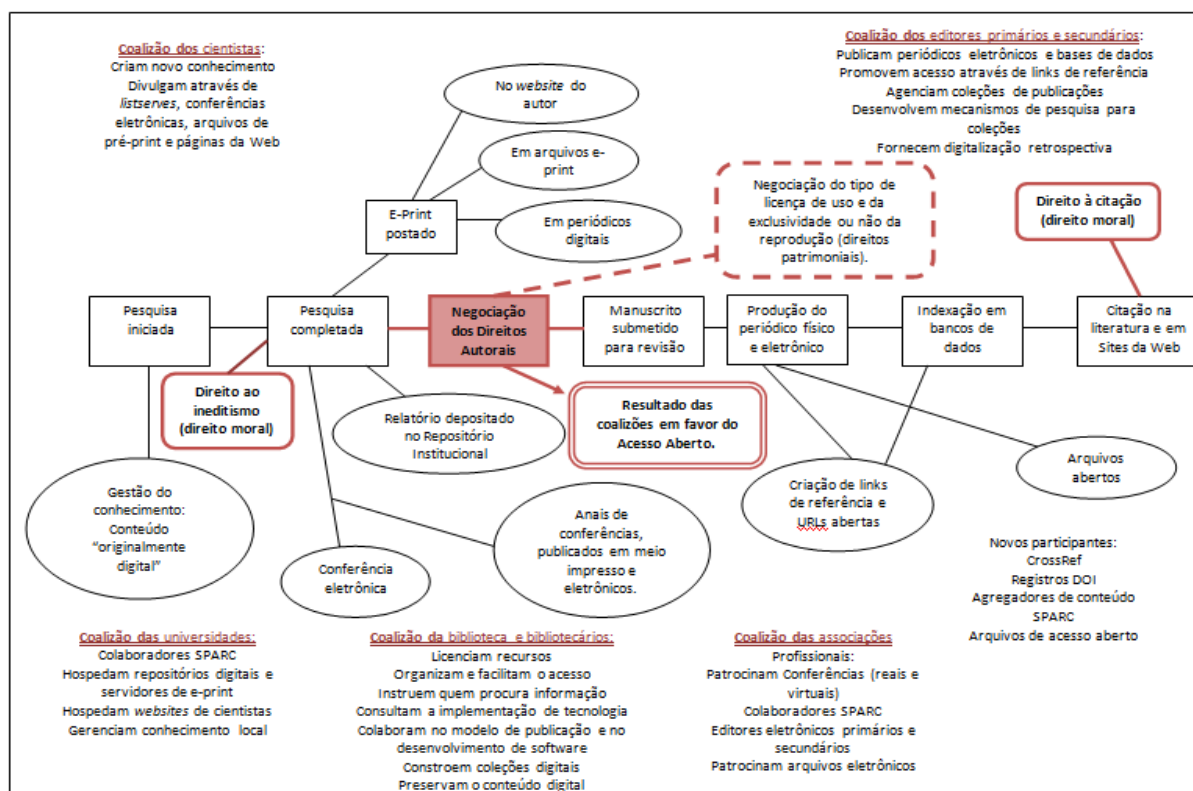 Coalizão dos cientistas:
Criam novo conhecimento
Divulgam através de
listserves, conferências
eletrônicas, arquivos de
pré-print e páginas da Web
Coalizão dos editores primários e secundários:
Publicam periódicos eletrônicos e bases de dados
Promovem acesso através de links de referência
Agenciam coleções de publicações
Desenvolvem mecanismos de pesquisa para
coleções
Fornecem digitalização retrospectiva
No website do
autor
Em arquivos e-
print
E-Print
postado
Em periódicos
digitais
Negociação do tipo de
licença de uso e da
exclusividade ou não da
reprodução (direitos
patrimoniais).
Direito à citação
(direito moral)
Pesquisa
iniciada
Pesquisa
completada
Negociação
dos Direitos
Autorais
Manuscrito
submetido
para revisão
Produção do
periódico físico
e eletrônico
Indexação em
bancos de
dados
Citação na
literatura e em
Sites da Web
Direito ao
ineditismo
(direito moral)
Relatório depositado
no Repositório
Institucional
Resultado das
coalizões em favor do
Acesso Aberto.
Gestão do
conhecimento:
Conteúdo
“originalmente
digital”
Conferência
eletrônica
Anais de
conferências,
publicados em meio
impresso e
eletrônicos.
Criação de links
de referência e
URLs abertas
Arquivos
abertos
Novos participantes:
CrossRef
Registros DOI
Agregadores de conteúdo
SPARC
Arquivos de acesso aberto
Coalizão das universidades:
Colaboradores SPARC
Hospedam repositórios digitais e
servidores de e-print
Hospedam websites de cientistas
Gerenciam conhecimento local
Coalizão da biblioteca e bibliotecários:
Licenciam recursos
Organizam e facilitam o acesso
Instruem quem procura informação
Consultam a implementação de tecnologia
Colaboram no modelo de publicação e no
desenvolvimento de software
Constroem coleções digitais
Preservam o conteúdo digital
Coalizão das associações
Profissionais:
Patrocinam Conferências (reais e
virtuais)
Colaboradores SPARC
Editores eletrônicos primários e
secundários
Patrocinam arquivos eletrônicos